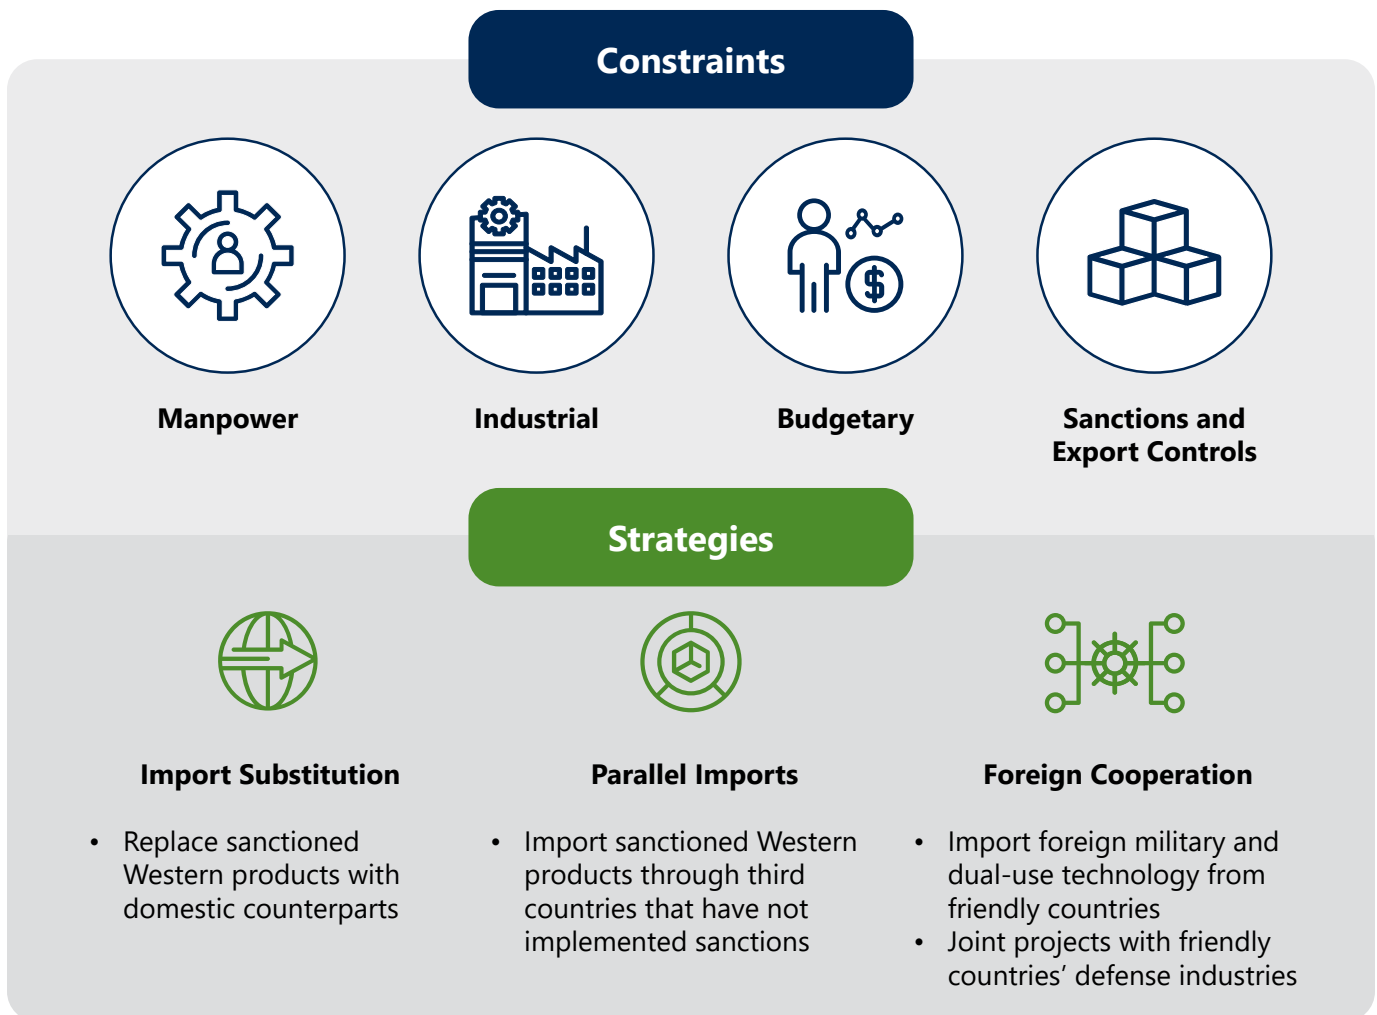 Constraints
Manpower
Industrial
Budgetary
Sanctions and
Export Controls
Strategies
Import Substitution
• Replace sanctioned
Western products with
domestic counterparts
Parallel Imports
• Import sanctioned Western
products through third
countries that have not
implemented sanctions
Foreign Cooperation
• Import foreign military and
dual-use technology from
friendly countries
• Joint projects with friendly
countries’ defense industries